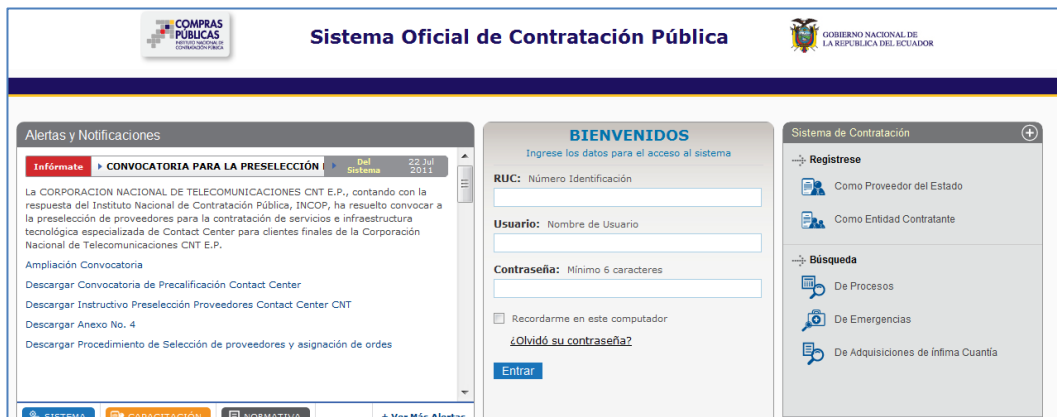 COMPRAS
PÚBLICAS
INSTITUTO NACIONAL DE
CONTRATACIÓN PÚBLICA
Sistema Oficial de Contratación Pública
GOBIERNO NACIONAL DE
LA REPUBLICA DEL ECUADOR
Alertas y Notificaciones
Infórmate CONVOCATORIA PARA LA PRESELECCIÓN Del Sistema 22 Jul 2011
La CORPORACION NACIONAL DE TELECOMUNICACIONES CNT E.P., contando con la
respuesta del Instituto Nacional de Contratación Pública, INCOP, ha resuelto convocar a
la preselección de proveedores para la contratación de servicios e infraestructura
tecnológica especializada de Contact Center para clientes finales de la Corporación
Nacional de Telecomunicaciones CNT E.P.
Ampliación Convocatoria
Descargar Convocatoria de Precalificación Contact Center
Descargar Instructivo Preselección Proveedores Contact Center CNT
Descargar Anexo No. 4
Descargar Procedimiento de Selección de proveedores y asignación de ordes
SISTEMA CAPACITACIÓN NORMATIVA + Ver Más Alertas
BIENVENIDOS
Ingrese los datos para el acceso al sistema
RUC: Número Identificación
Usuario: Nombre de Usuario
Contraseña: Mínimo 6 caracteres
Recordarme en este computador
¿Olvidó su contraseña?
Entrar
Sistema de Contratación
Registrese
Como Proveedor del Estado
Como Entidad Contratante
Búsqueda
De Procesos
De Emergencias
De Adquisiciones de ínfima Cuantía